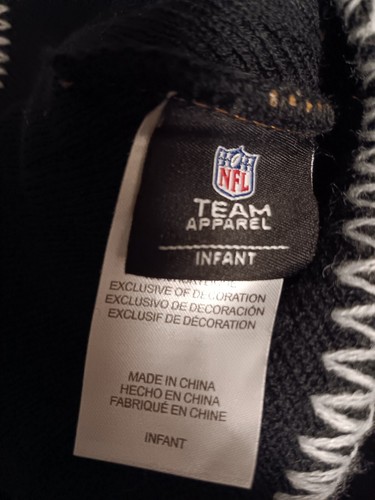 NFL
TEAM
APPAREL
INFANT
EXCLUSIVE OF DECORATION
EXCLUSIVO DE DECORACIÓN
EXCLUSIF DE DÉCORATION
MADE IN CHINA
HECHO EN CHINA
FABRIQUÉ EN CHINE
INFANT